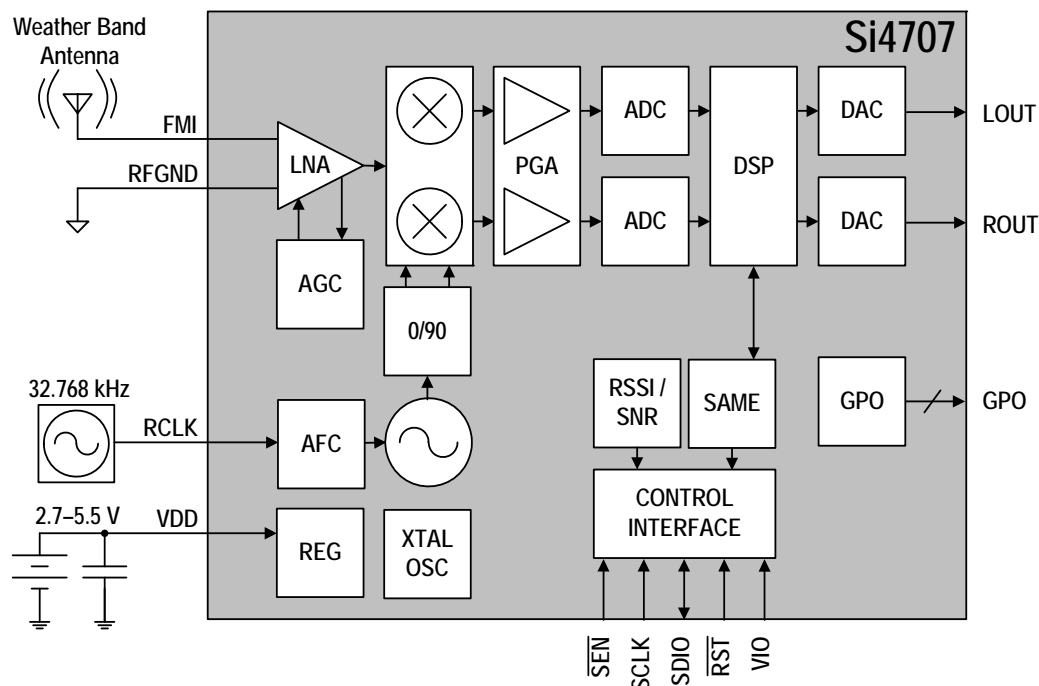 Weather Band
Antenna
Si4707
FMI
RFGND
LNA
AGC
PGA
ADC
ADC
DSP
DAC
DAC
LOUT
ROUT
0/90
32.768 kHz
RCLK
AFC
RSSI /
SNR
SAME
GPO
GPO
2.7–5.5 V
VDD
REG
XTAL
OSC
CONTROL
INTERFACE
SEN
SCLK
SDIO
RST
VIO